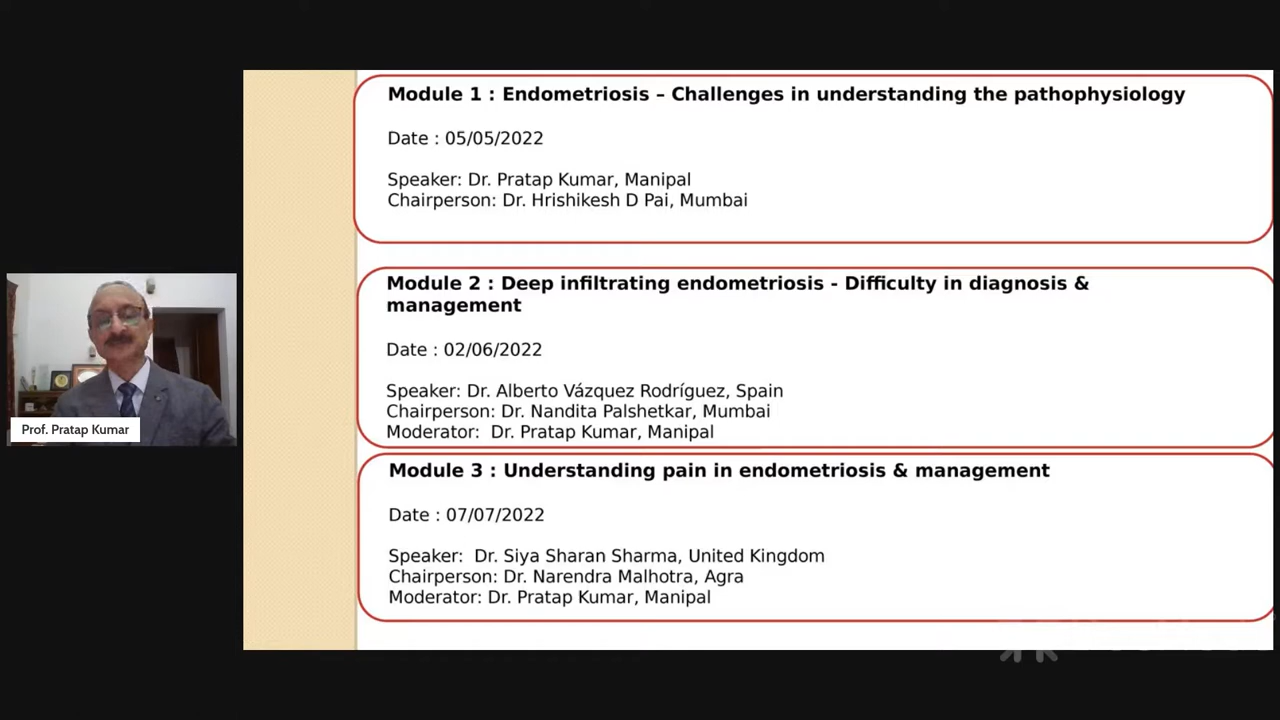 Module 1 : Endometriosis – Challenges in understanding the pathophysiology
Date : 05/05/2022
Speaker: Dr. Pratap Kumar, Manipal
Chairperson: Dr. Hrishikesh D Pai, Mumbai
Module 2 : Deep infiltrating endometriosis - Difficulty in diagnosis &
management
Date : 02/06/2022
Speaker: Dr. Alberto Vázquez Rodríguez, Spain
Chairperson: Dr. Nandita Palshetkar, Mumbai
Moderator:  Dr. Pratap Kumar, Manipal
Module 3 : Understanding pain in endometriosis & management
Date : 07/07/2022
Speaker:  Dr. Siya Sharan Sharma, United Kingdom
Chairperson: Dr. Narendra Malhotra, Agra
Moderator: Dr. Pratap Kumar, Manipal
Prof. Pratap Kumar